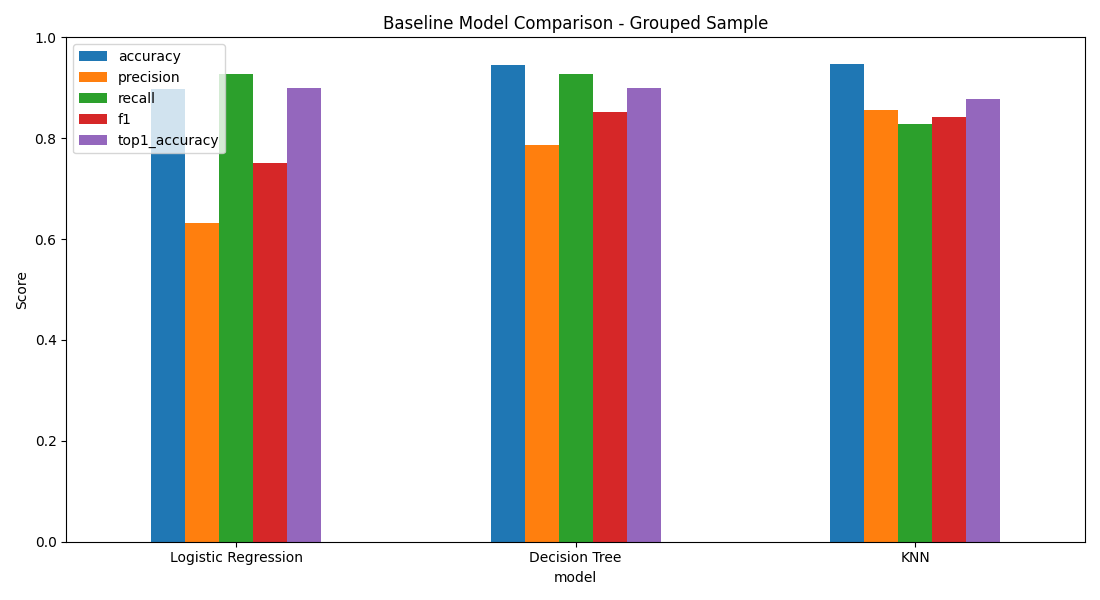 Baseline Model Comparison - Grouped Sample
1.0
0.8
0.6
0.4
0.2
0.0
Score
accuracy
precision
recall
f1
top1_accuracy
Logistic Regression
Decision Tree
KNN
model